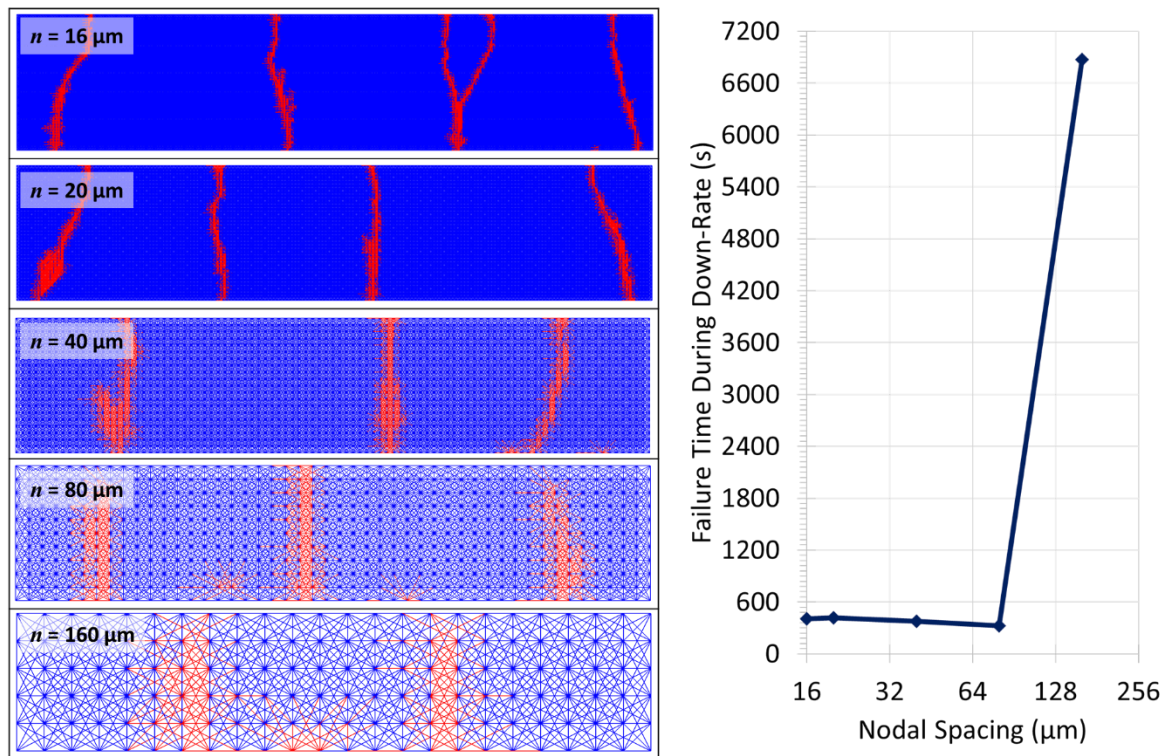 n = 16 µm
n = 20 µm
n = 40 µm
n = 80 µm
n = 160 µm
Failure Time During Down-Rate (s)
7200
6600
6000
5400
4800
4200
3600
3000
2400
1800
1200
600
0
16 32 64 128 256
Nodal Spacing (µm)